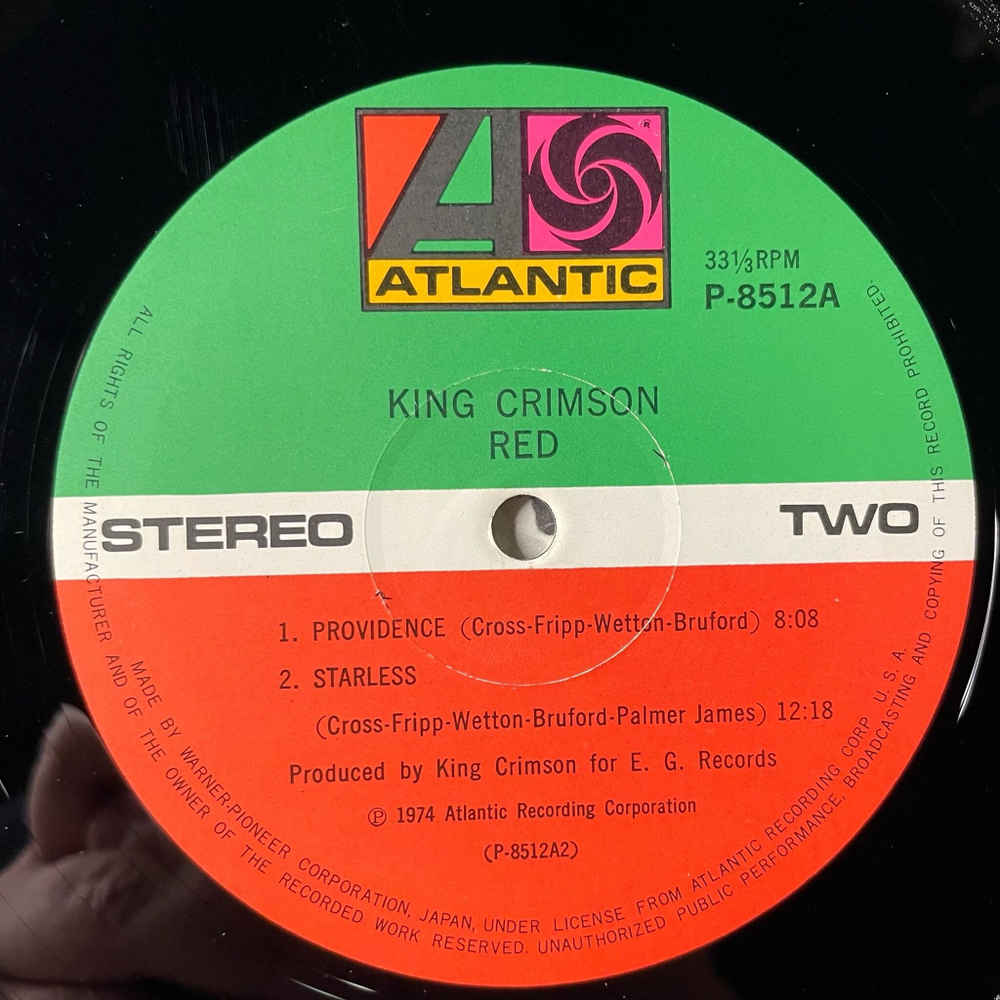 A
®
ATLANTIC
33⅓RPM
P-8512A
KING CRIMSON
RED
STEREO
TWO
1. PROVIDENCE (Cross-Fripp-Wetton-Bruford) 8:08
2. STARLESS
(Cross-Fripp-Wetton-Bruford-Palmer James) 12:18
Produced by King Crimson for E. G. Records
℗ 1974 Atlantic Recording Corporation
(P-8512A2)
MADE BY WARNER-PIONEER CORPORATION, JAPAN, UNDER LICENSE FROM ATLANTIC RECORDING CORP. U. S. A.
ALL RIGHTS OF THE MANUFACTURER AND OF THE OWNER OF THE RECORDED WORK RESERVED. UNAUTHORIZED PUBLIC PERFORMANCE, BROADCASTING AND COPYING OF THIS RECORD PROHIBITED.